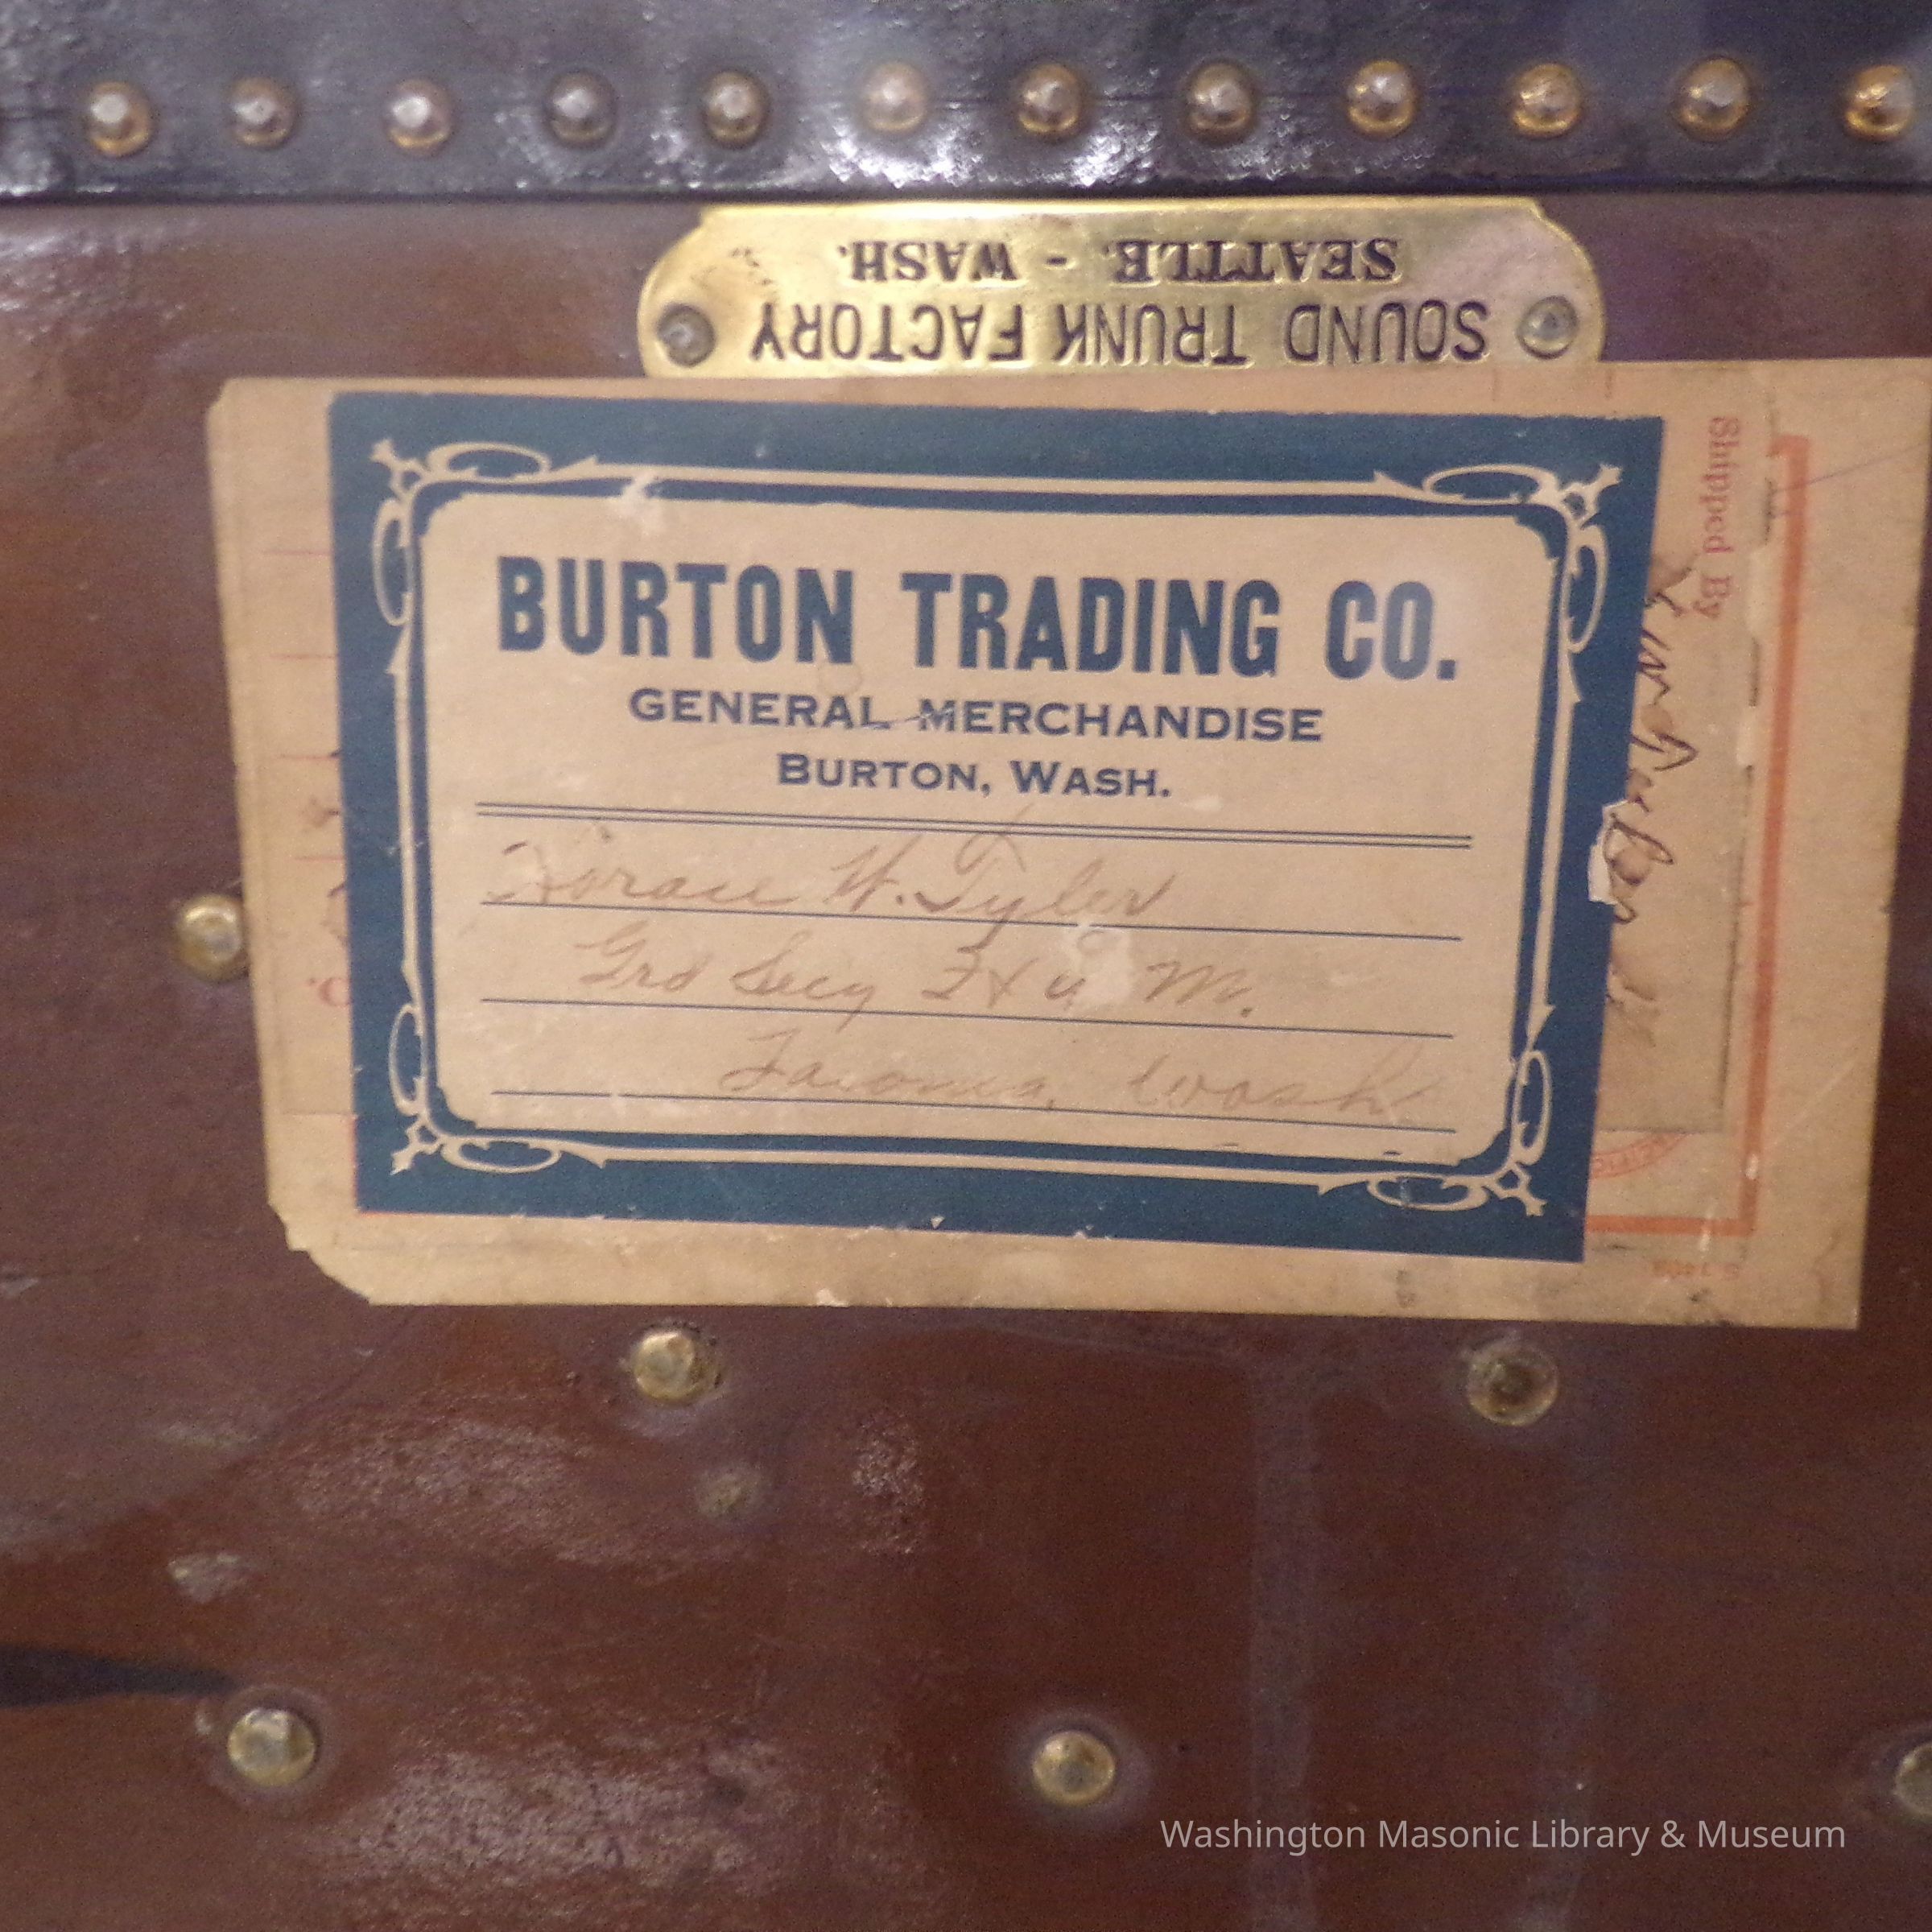 SEATTLE. - WASH.
SOUND TRUNK FACTORY
BURTON TRADING CO.
GENERAL MERCHANDISE
BURTON, WASH.
Horace W. Tyler
Grd Secy F & A M.
Tacoma, Wash
Shipped By
Washington Masonic Library & Museum